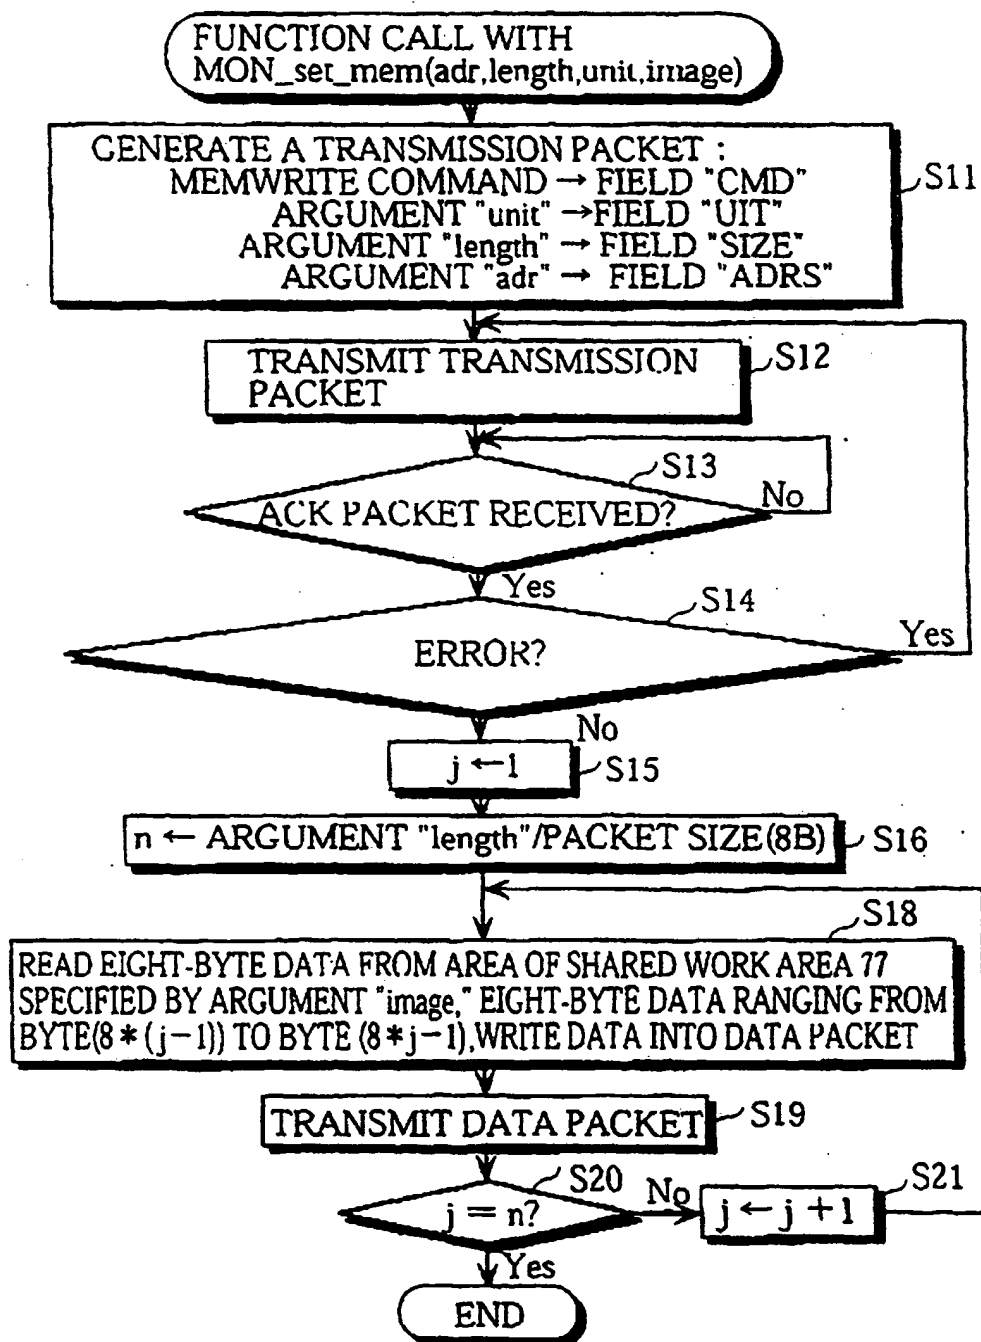 FUNCTION CALL WITH
MON_set_mem(adr,length,unit,image)
GENERATE A TRANSMISSION PACKET :
MEMWRITE COMMAND → FIELD "CMD"
ARGUMENT "unit" → FIELD "UIT"
ARGUMENT "length" → FIELD "SIZE"
ARGUMENT "adr" → FIELD "ADRS"
S11
TRANSMIT TRANSMISSION
PACKET
S12
S13
ACK PACKET RECEIVED?
No
Yes
S14
ERROR?
Yes
No
j ← 1
S15
n ← ARGUMENT "length"/PACKET SIZE(8B)
S16
S18
READ EIGHT-BYTE DATA FROM AREA OF SHARED WORK AREA 77
SPECIFIED BY ARGUMENT "image," EIGHT-BYTE DATA RANGING FROM
BYTE(8*(j-1)) TO BYTE (8*j-1),WRITE DATA INTO DATA PACKET
TRANSMIT DATA PACKET
S19
S20
j = n?
No
S21
j ← j + 1
Yes
END